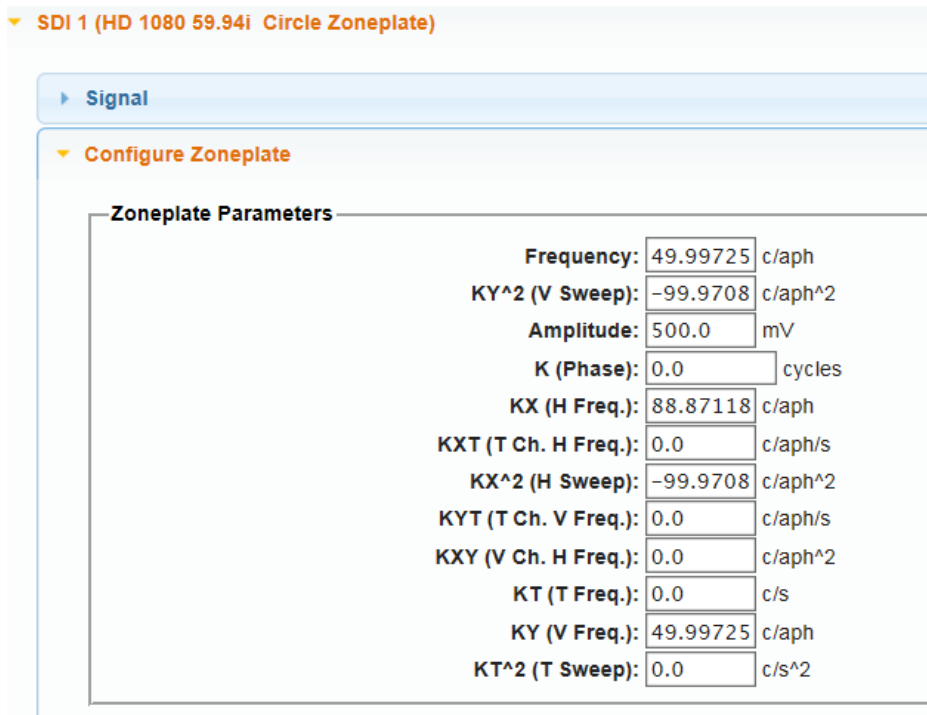 SDI 1 (HD 1080 59.94i Circle Zoneplate)
Signal
Configure Zoneplate
Zoneplate Parameters
Frequency: 49.99725 c/aph
KY^2 (V Sweep): -99.9708 c/aph^2
Amplitude: 500.0 mV
K (Phase): 0.0 cycles
KX (H Freq.): 88.87118 c/aph
KXT (T Ch. H Freq.): 0.0 c/aph/s
KX^2 (H Sweep): -99.9708 c/aph^2
KYT (T Ch. V Freq.): 0.0 c/aph/s
KXY (V Ch. H Freq.): 0.0 c/aph^2
KT (T Freq.): 0.0 c/s
KY (V Freq.): 49.99725 c/aph
KT^2 (T Sweep): 0.0 c/s^2